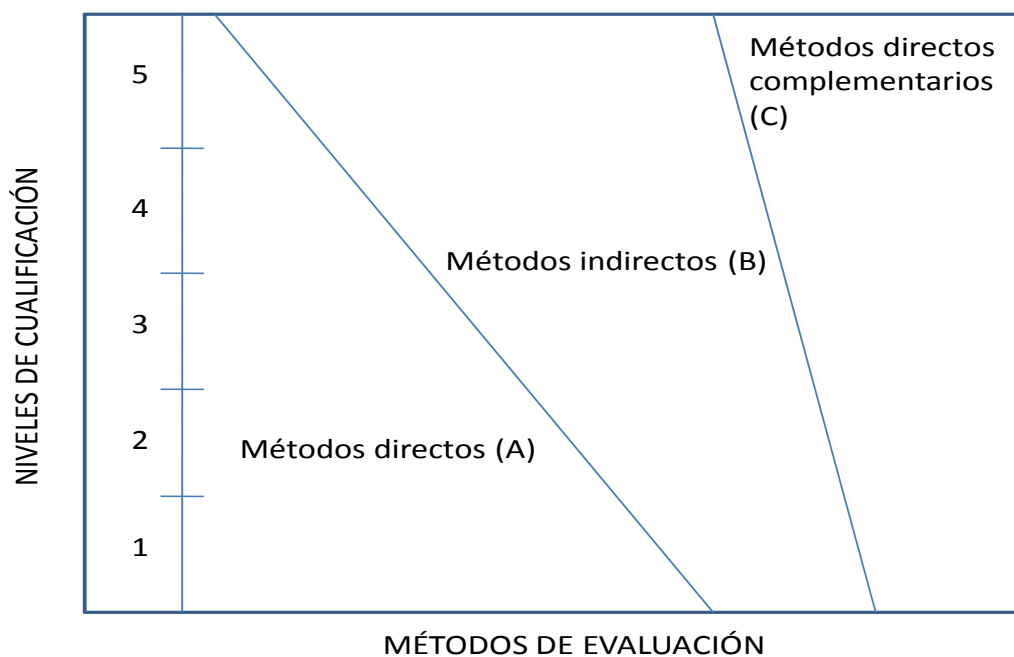 NIVELES DE CUALIFICACIÓN
5
4
3
2
1
Métodos directos
complementarios
(C)
Métodos indirectos (B)
Métodos directos (A)
MÉTODOS DE EVALUACIÓN